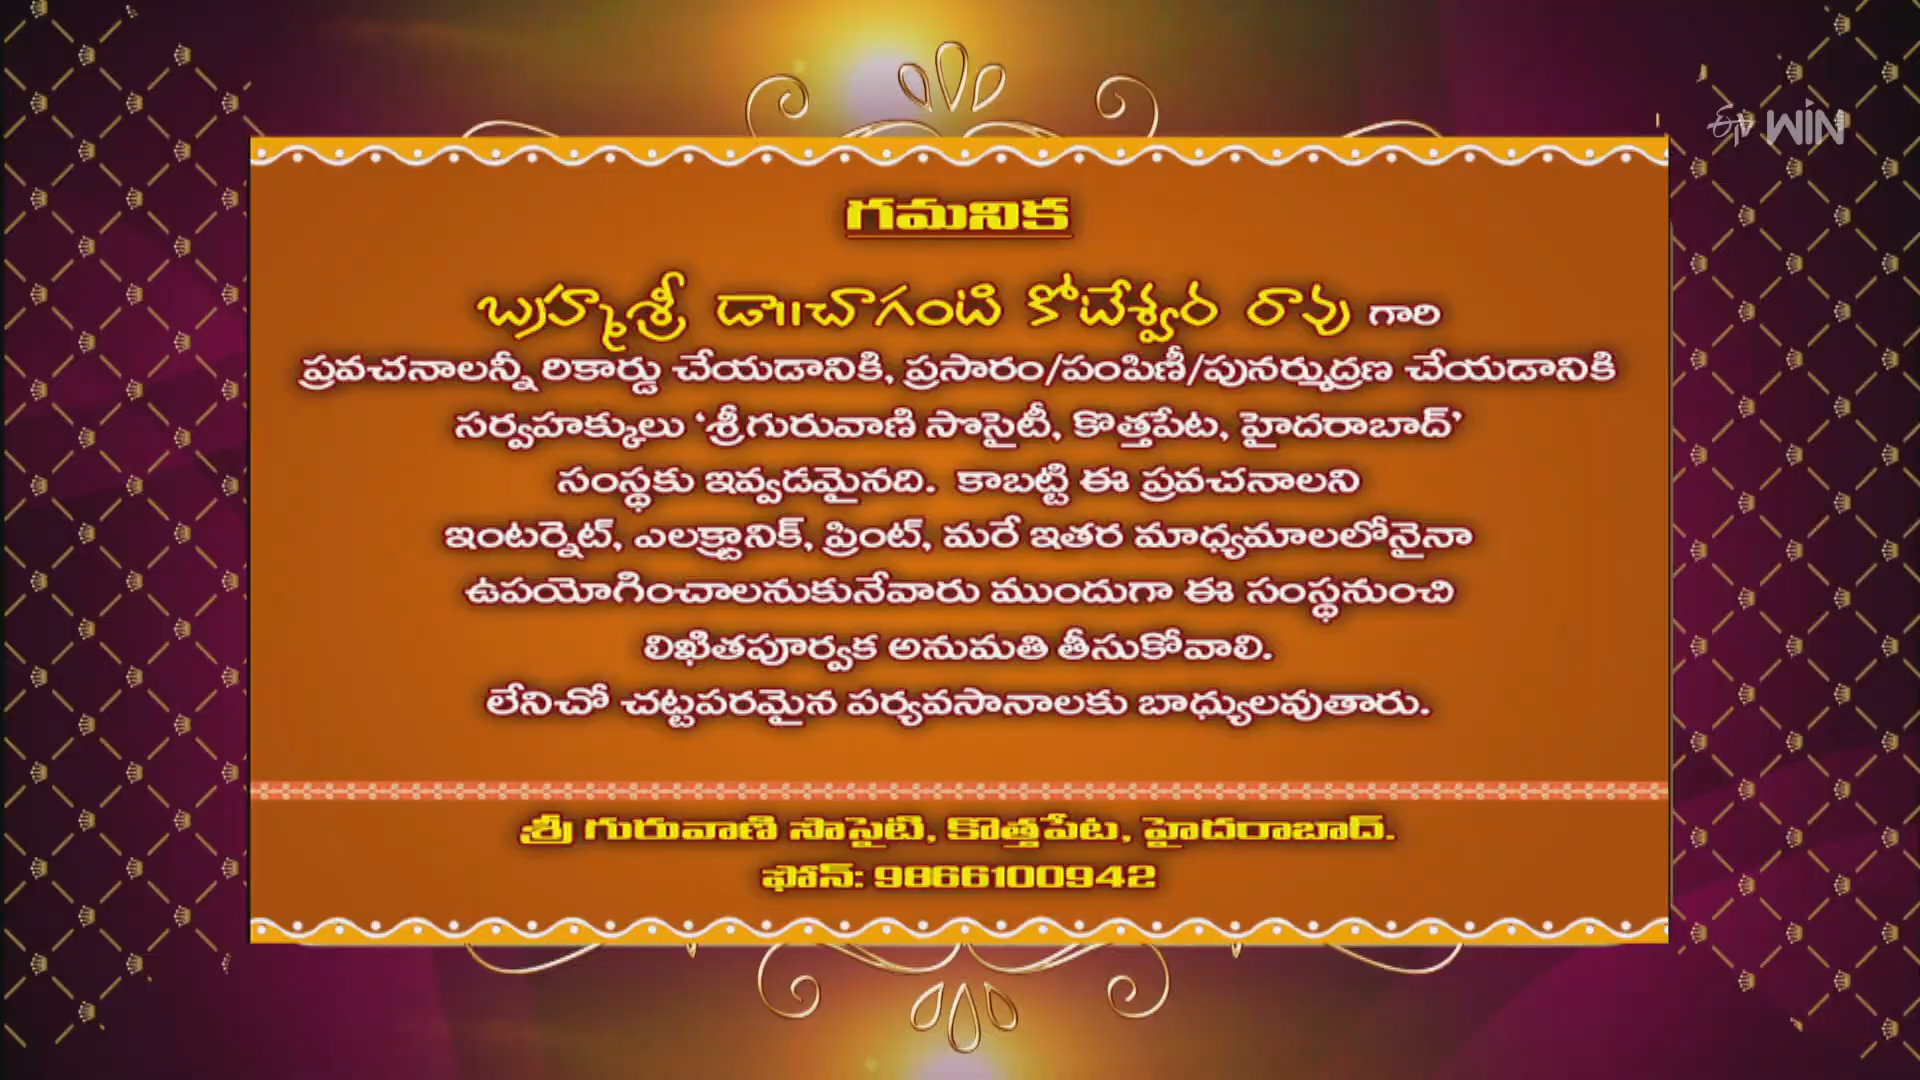 ఈటీవీ WIN
గమనిక
బ్రహ్మశ్రీ డా॥చాగంటి కోటేశ్వర రావు గారి
ప్రవచనాలన్నీ రికార్డు చేయడానికి, ప్రసారం/పంపిణీ/పునర్ముద్రణ చేయడానికి
సర్వహక్కులు ‘శ్రీగురువాణి సొసైటీ, కొత్తపేట, హైదరాబాద్’
సంస్థకు ఇవ్వడమైనది. కాబట్టి ఈ ప్రవచనాలని
ఇంటర్నెట్, ఎలక్ట్రానిక్, ప్రింట్, మరే ఇతర మాధ్యమాలలోనైనా
ఉపయోగించాలనుకునేవారు ముందుగా ఈ సంస్థనుంచి
లిఖితపూర్వక అనుమతి తీసుకోవాలి.
లేనిచో చట్టపరమైన పర్యవసానాలకు బాధ్యులవుతారు.
శ్రీ గురువాణి సొసైటి, కొత్తపేట, హైదరాబాద్.
ఫోన్: 9866100942